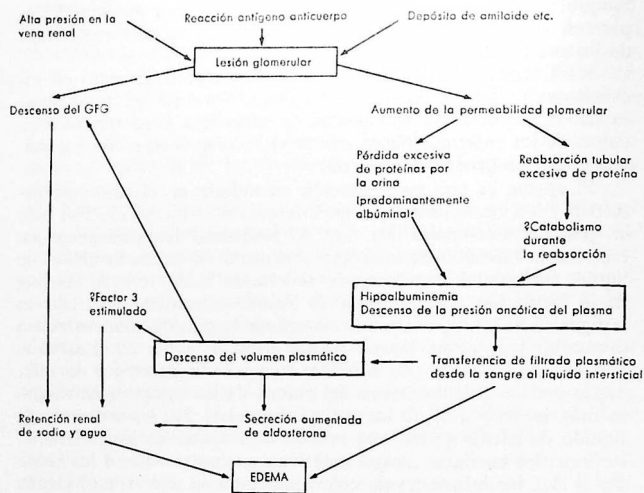 Alta presión en la
vena renal
Reacción antígeno anticuerpo
Depósito de amiloide etc.
Lesión glomerular
Descenso del GFG
Aumento de la permeabilidad glomerular
Pérdida excesiva
de proteínas por
la orina
(predominantemente
albúmina)
Reabsorción tubular
excesiva de proteína
?Catabolismo
durante
la reabsorción
Hipoalbuminemia
Descenso de la presión oncótica del plasma
?Factor 3
estimulado
Descenso del volumen plasmático
Transferencia de filtrado plasmático
desde la sangre al líquido intersticial
Retención renal
de sodio y agua
Secreción aumentada
de aldosterona
EDEMA